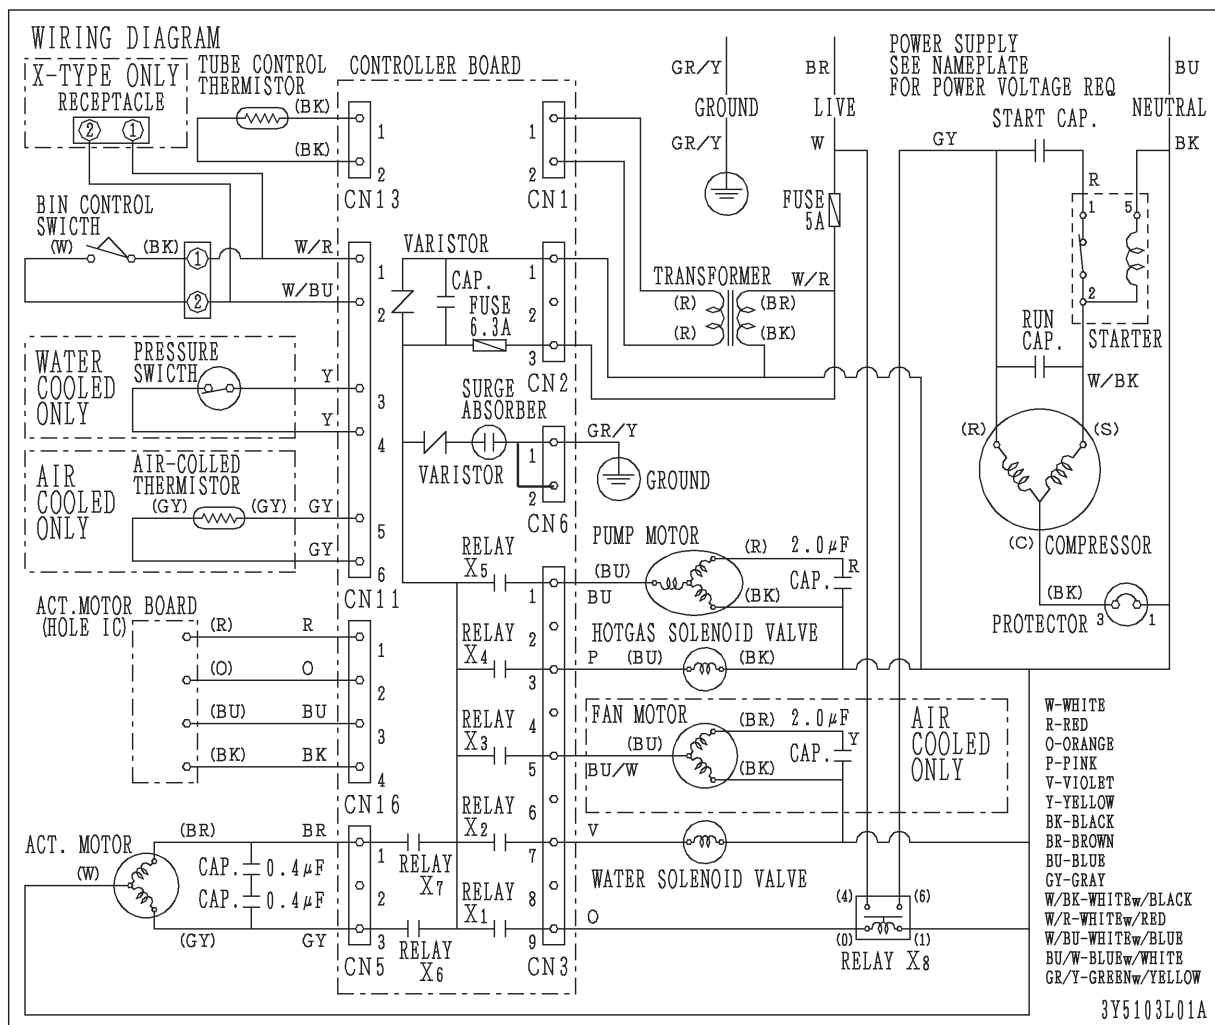 WIRING DIAGRAM
X-TYPE ONLY
RECEPTACLE
2 1
TUBE CONTROL
THERMISTOR
(BK)
(BK)
CONTROLLER BOARD
1
2
CN13
1
2
CN1
GR/Y
GROUND
GR/Y
BR
LIVE
W
FUSE
5A
POWER SUPPLY
SEE NAMEPLATE
FOR POWER VOLTAGE REQ
BU
NEUTRAL
BK
GY
START CAP.
R
1 5
2
STARTER
RUN
CAP.
W/BK
(R) (S)
(C)
COMPRESSOR
(BK)
PROTECTOR 3 1
BIN CONTROL
SWICTH
(W) (BK)
1
2
W/R
W/BU
1
2
3
4
5
6
CN11
VARISTOR
CAP.
FUSE
6.3A
1
2
3
CN2
TRANSFORMER
W/R
(R) (BR)
(R) (BK)
WATER
COOLED
ONLY
PRESSURE
SWICTH
Y
Y
SURGE
ABSORBER
VARISTOR
1
2
CN6
GR/Y
GROUND
AIR
COOLED
ONLY
AIR-COLLED
THERMISTOR
(GY) (GY) GY
GY
ACT.MOTOR BOARD
(HOLE IC)
(R) R
(O) O
(BU) BU
(BK) BK
1
2
3
4
CN16
RELAY
X5
RELAY
X4
RELAY
X3
RELAY
X2
RELAY
X1
RELAY
X7
RELAY
X6
1
2
3
4
5
6
7
8
9
CN3
PUMP MOTOR
(BU)
BU
(R) 2.0μF
CAP. R
(BK)
HOTGAS SOLENOID VALVE
P (BU) (BK)
FAN MOTOR
(BU)
BU/W
(BR) 2.0μF
CAP. Y
(BK)
AIR
COOLED
ONLY
V
WATER SOLENOID VALVE
O
(4) (6)
(0) (1)
RELAY X8
ACT. MOTOR
(W)
(BR) BR
CAP. 0.4μF
CAP. 0.4μF
(GY) GY
1
2
3
CN5
W-WHITE
R-RED
O-ORANGE
P-PINK
V-VIOLET
Y-YELLOW
BK-BLACK
BR-BROWN
BU-BLUE
GY-GRAY
W/BK-WHITEw/BLACK
W/R-WHITEw/RED
W/BU-WHITEw/BLUE
BU/W-BLUEw/WHITE
GR/Y-GREENw/YELLOW
3Y5103L01A